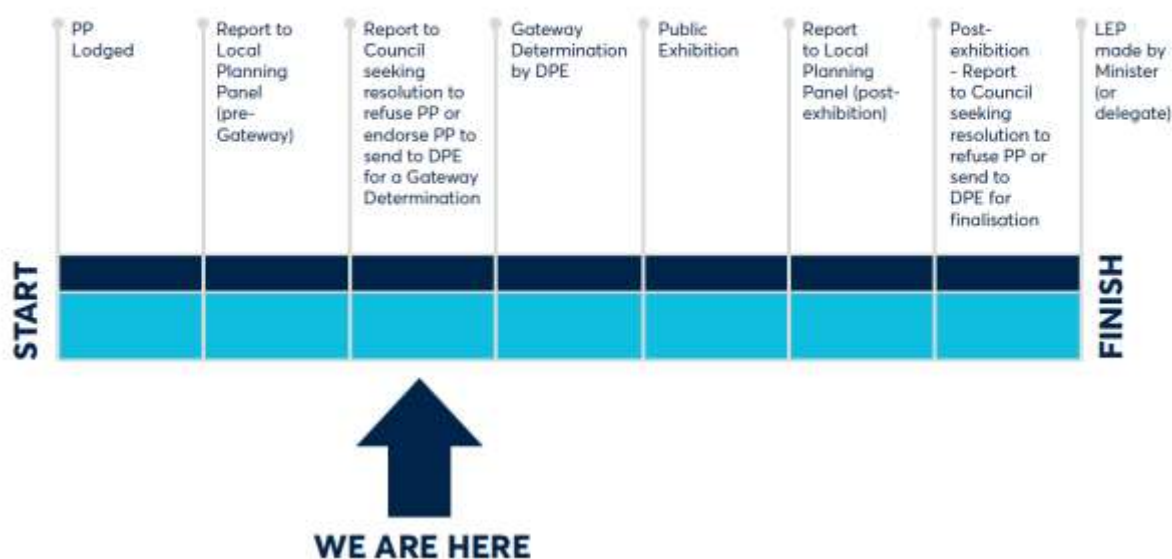 PP
Lodged
Report to
Local
Planning
Panel
(pre-
Gateway)
Report to
Council
seeking
resolution to
refuse PP or
endorse PP to
send to DPE
for a Gateway
Determination
Gateway
Determination
by DPE
Public
Exhibition
Report
to Local
Planning
Panel (post-
exhibition)
Post-
exhibition
- Report
to Council
seeking
resolution to
refuse PP or
send to
DPE for
finalisation
LEP
made by
Minister
(or
delegate)
START
FINISH
WE ARE HERE